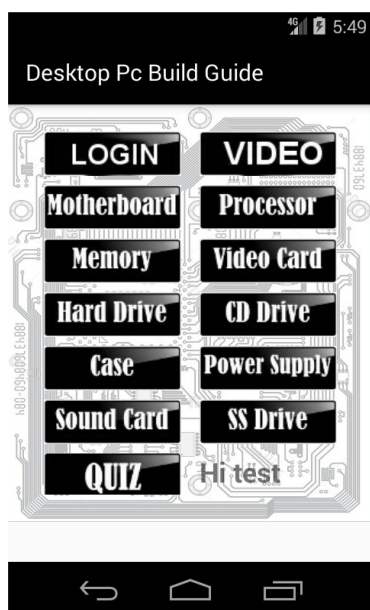 4G 5:49
Desktop Pc Build Guide
LOGIN VIDEO
Motherboard Processor
Memory Video Card
Hard Drive CD Drive
Case Power Supply
Sound Card SS Drive
QUIZ Hi test